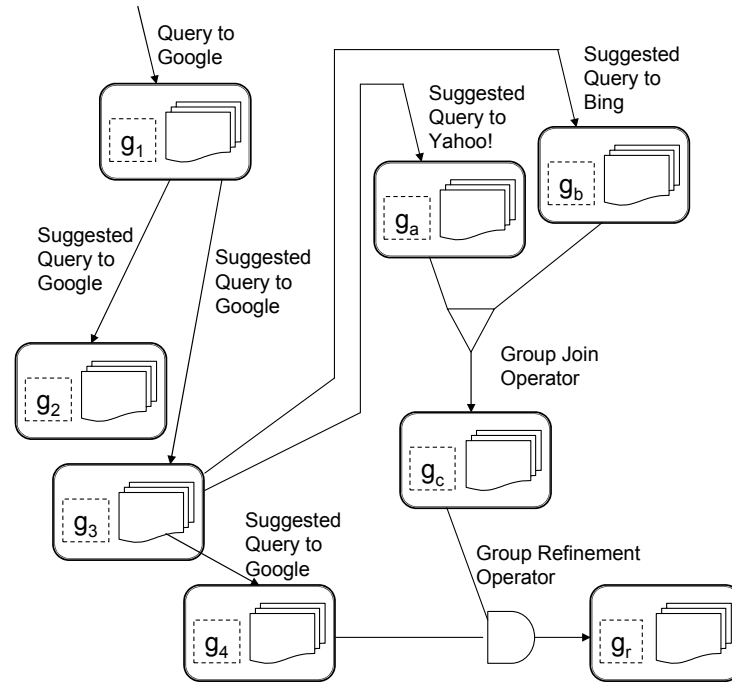 Query to
Google
g1
Suggested
Query to
Google
Suggested
Query to
Google
g2
g3
Suggested
Query to
Google
g4
Suggested
Query to
Yahoo!
ga
Suggested
Query to
Bing
gb
Group Join
Operator
gc
Group Refinement
Operator
gr